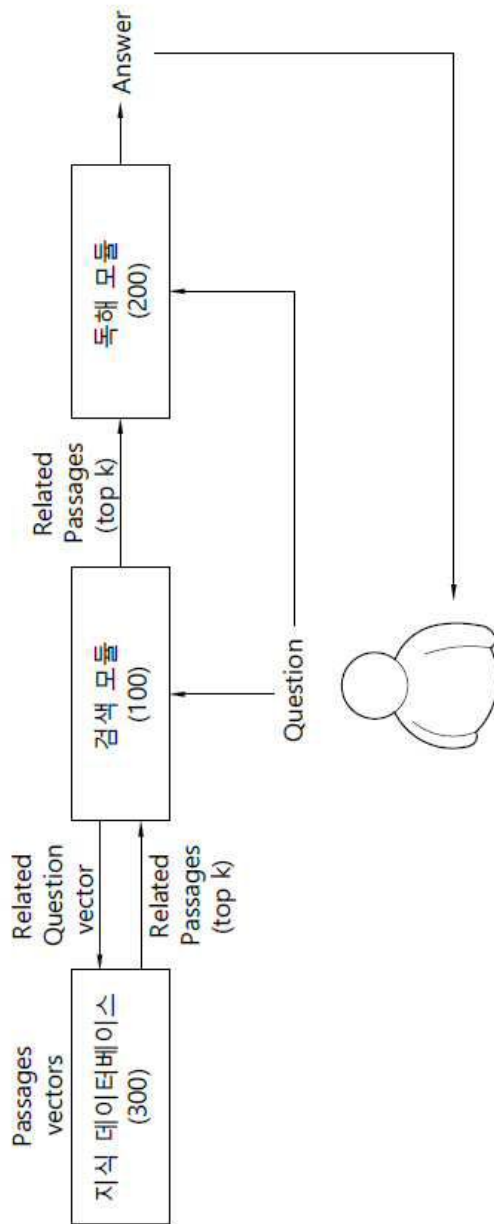 Passages
vectors
지식 데이터베이스
(300)
Related
Question
vector
Related
Passages
(top k)
검색 모듈
(100)
Related
Passages
(top k)
독해 모듈
(200)
Answer
Question